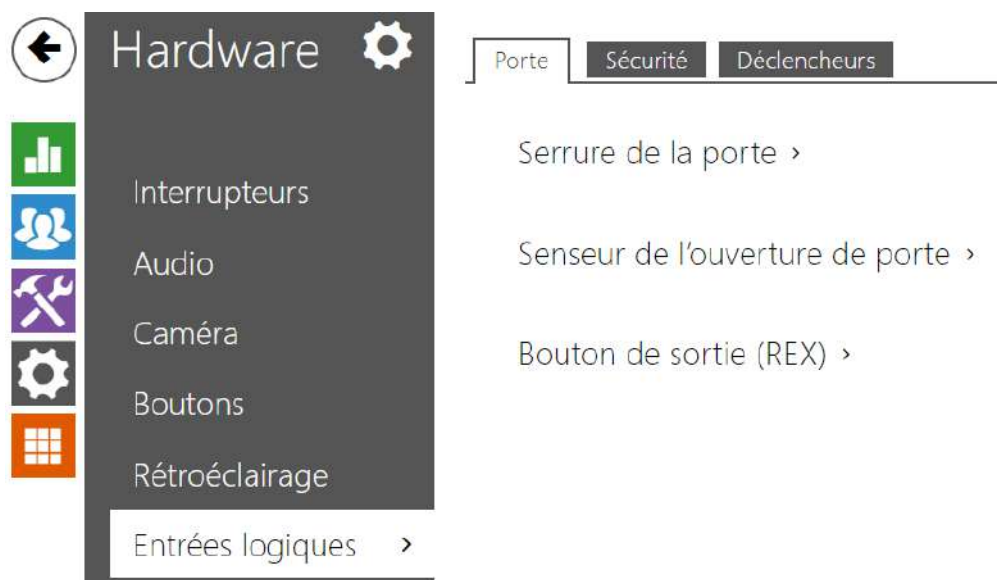 Hardware
Interrupteurs
Audio
Caméra
Boutons
Rétroéclairage
Entrées logiques >
Porte Sécurité Déclencheurs
Serrure de la porte >
Senseur de l'ouverture de porte >
Bouton de sortie (REX) >